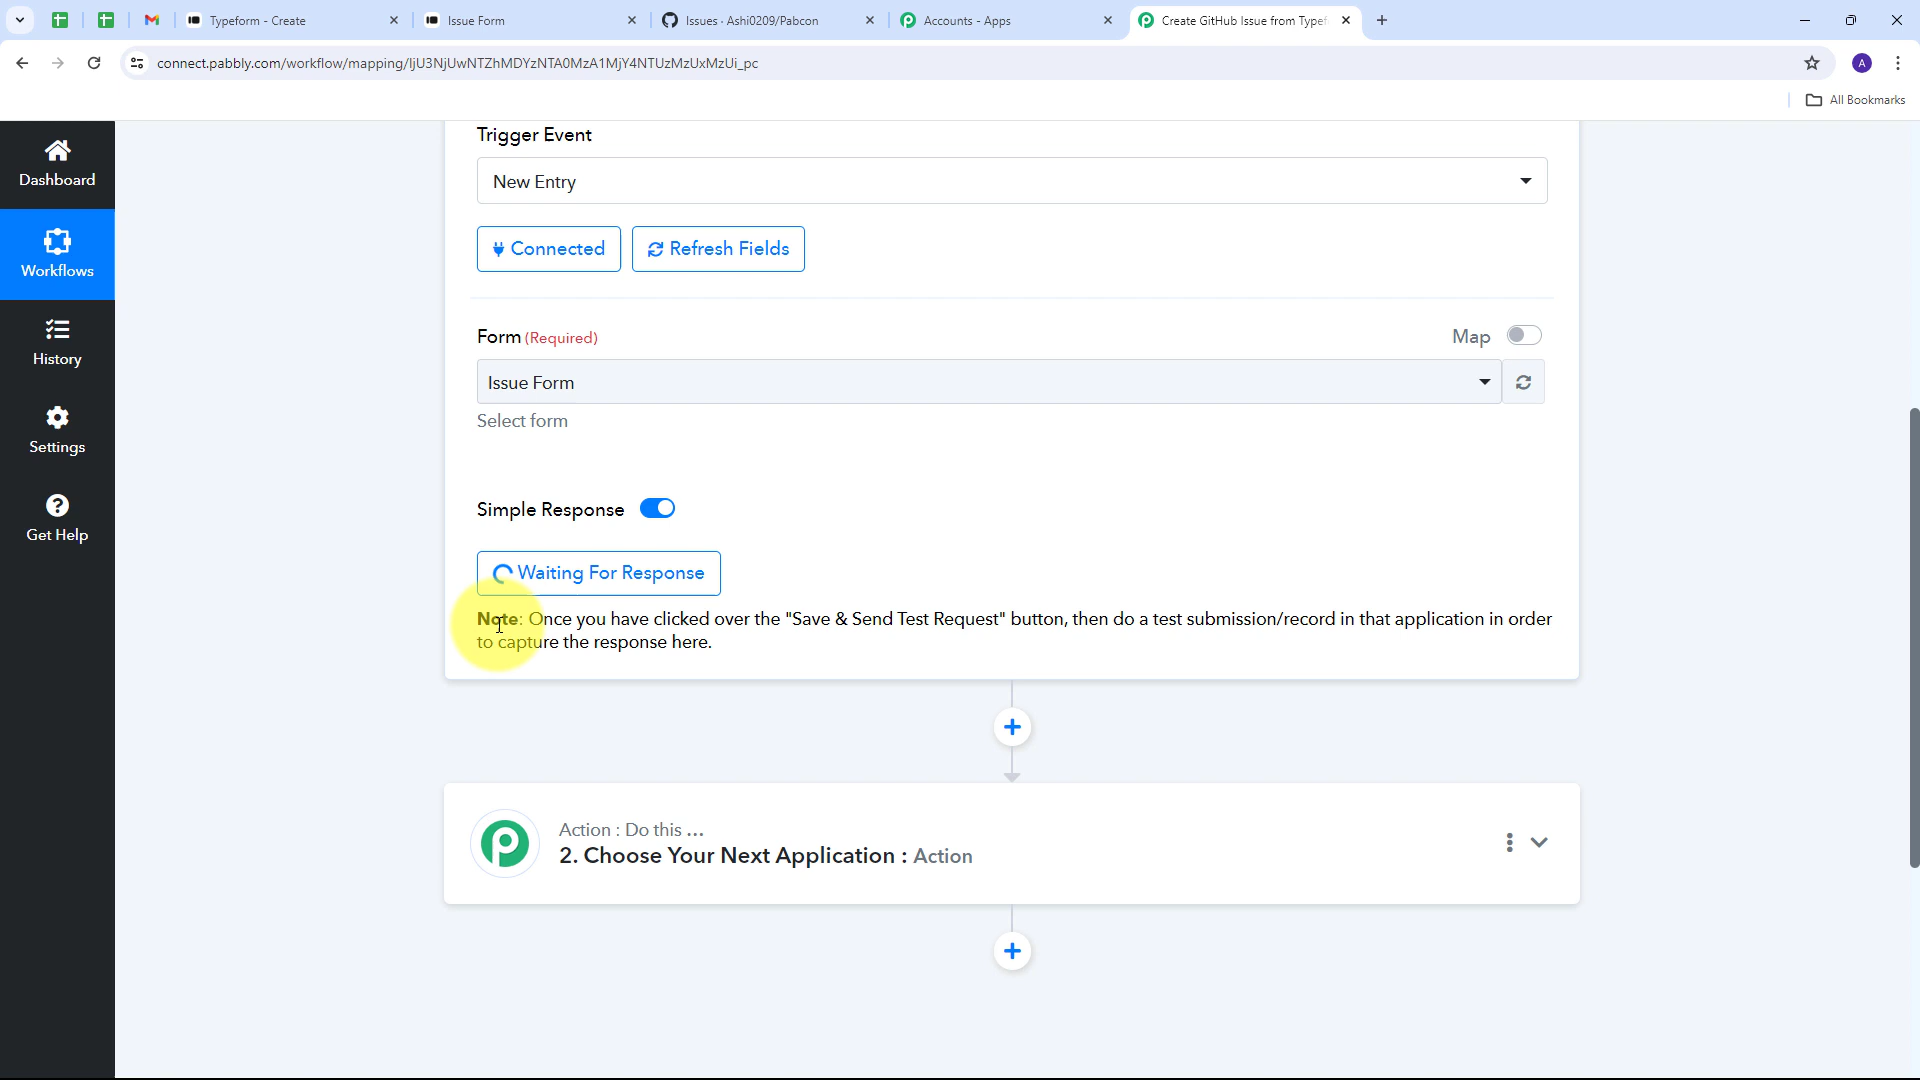 Typeform - Create
Issue Form
Issues · Ashi0209/Pabcon
Accounts - Apps
Create GitHub Issue from Typef
connect.pabbly.com/workflow/mapping/IjU3NjUwNTZhMDYzNTA0MzA1MjY4NTUzMzUxMzUi_pc
A
All Bookmarks
Dashboard
Workflows
History
Settings
Get Help
Trigger Event
New Entry
Connected
Refresh Fields
Form (Required)
Map
Issue Form
Select form
Simple Response
Waiting For Response
Note: Once you have clicked over the "Save & Send Test Request" button, then do a test submission/record in that application in order
to capture the response here.
Action : Do this ...
2. Choose Your Next Application : Action